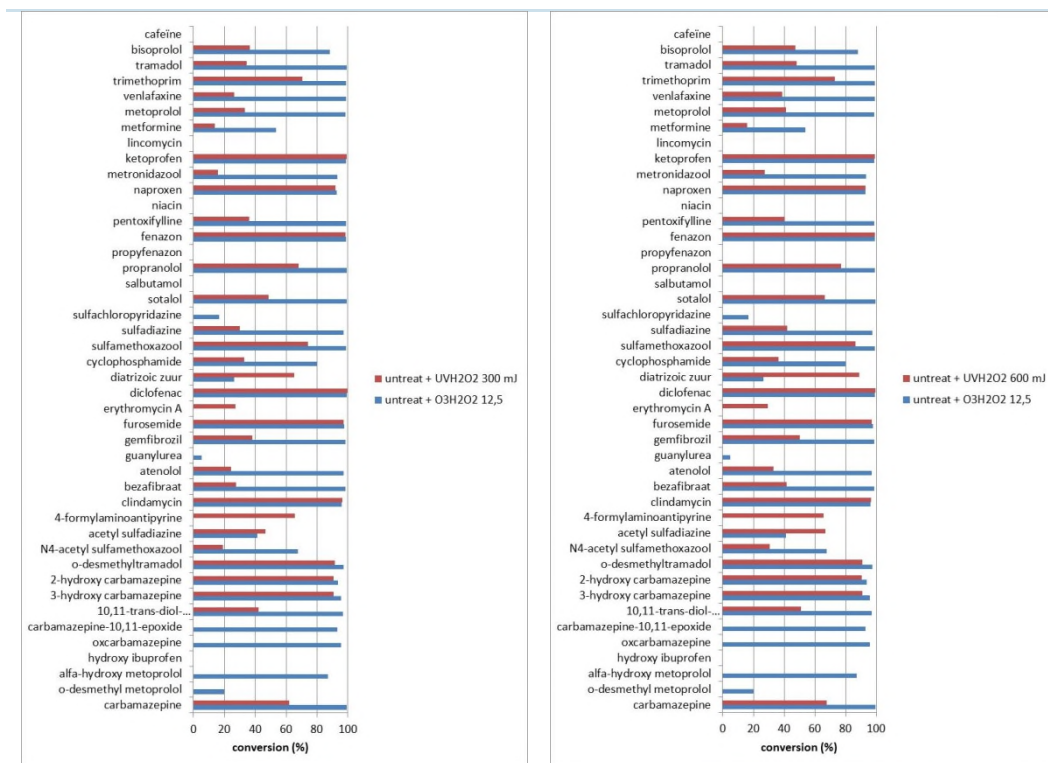 cafeïne
bisoprolol
tramadol
trimethoprim
venlafaxine
metoprolol
metformine
lincomycin
ketoprofen
metronidazool
naproxen
niacin
pentoxifylline
fenazon
propyfenazon
propranolol
salbutamol
sotalol
sulfachloropyridazine
sulfadiazine
sulfamethoxazool
cyclophosphamide
diatrizoic zuur
diclofenac
erythromycin A
furosemide
gemfibrozil
guanylurea
atenolol
bezafibraat
clindamycin
4-formylaminoantipyrine
acetyl sulfadiazine
N4-acetyl sulfamethoxazool
o-desmethyltramadol
2-hydroxy carbamazepine
3-hydroxy carbamazepine
10,11-trans-diol-...
carbamazepine-10,11-epoxide
oxcarbamazepine
hydroxy ibuprofen
alfa-hydroxy metoprolol
o-desmethyl metoprolol
carbamazepine
0 20 40 60 80 100
conversion (%)
untreat + UVH2O2 300 mJ
untreat + O3H2O2 12,5
cafeïne
bisoprolol
tramadol
trimethoprim
venlafaxine
metoprolol
metformine
lincomycin
ketoprofen
metronidazool
naproxen
niacin
pentoxifylline
fenazon
propyfenazon
propranolol
salbutamol
sotalol
sulfachloropyridazine
sulfadiazine
sulfamethoxazool
cyclophosphamide
diatrizoic zuur
diclofenac
erythromycin A
furosemide
gemfibrozil
guanylurea
atenolol
bezafibraat
clindamycin
4-formylaminoantipyrine
acetyl sulfadiazine
N4-acetyl sulfamethoxazool
o-desmethyltramadol
2-hydroxy carbamazepine
3-hydroxy carbamazepine
10,11-trans-diol-...
carbamazepine-10,11-epoxide
oxcarbamazepine
hydroxy ibuprofen
alfa-hydroxy metoprolol
o-desmethyl metoprolol
carbamazepine
0 20 40 60 80 100
conversion (%)
untreat + UVH2O2 600 mJ
untreat + O3H2O2 12,5